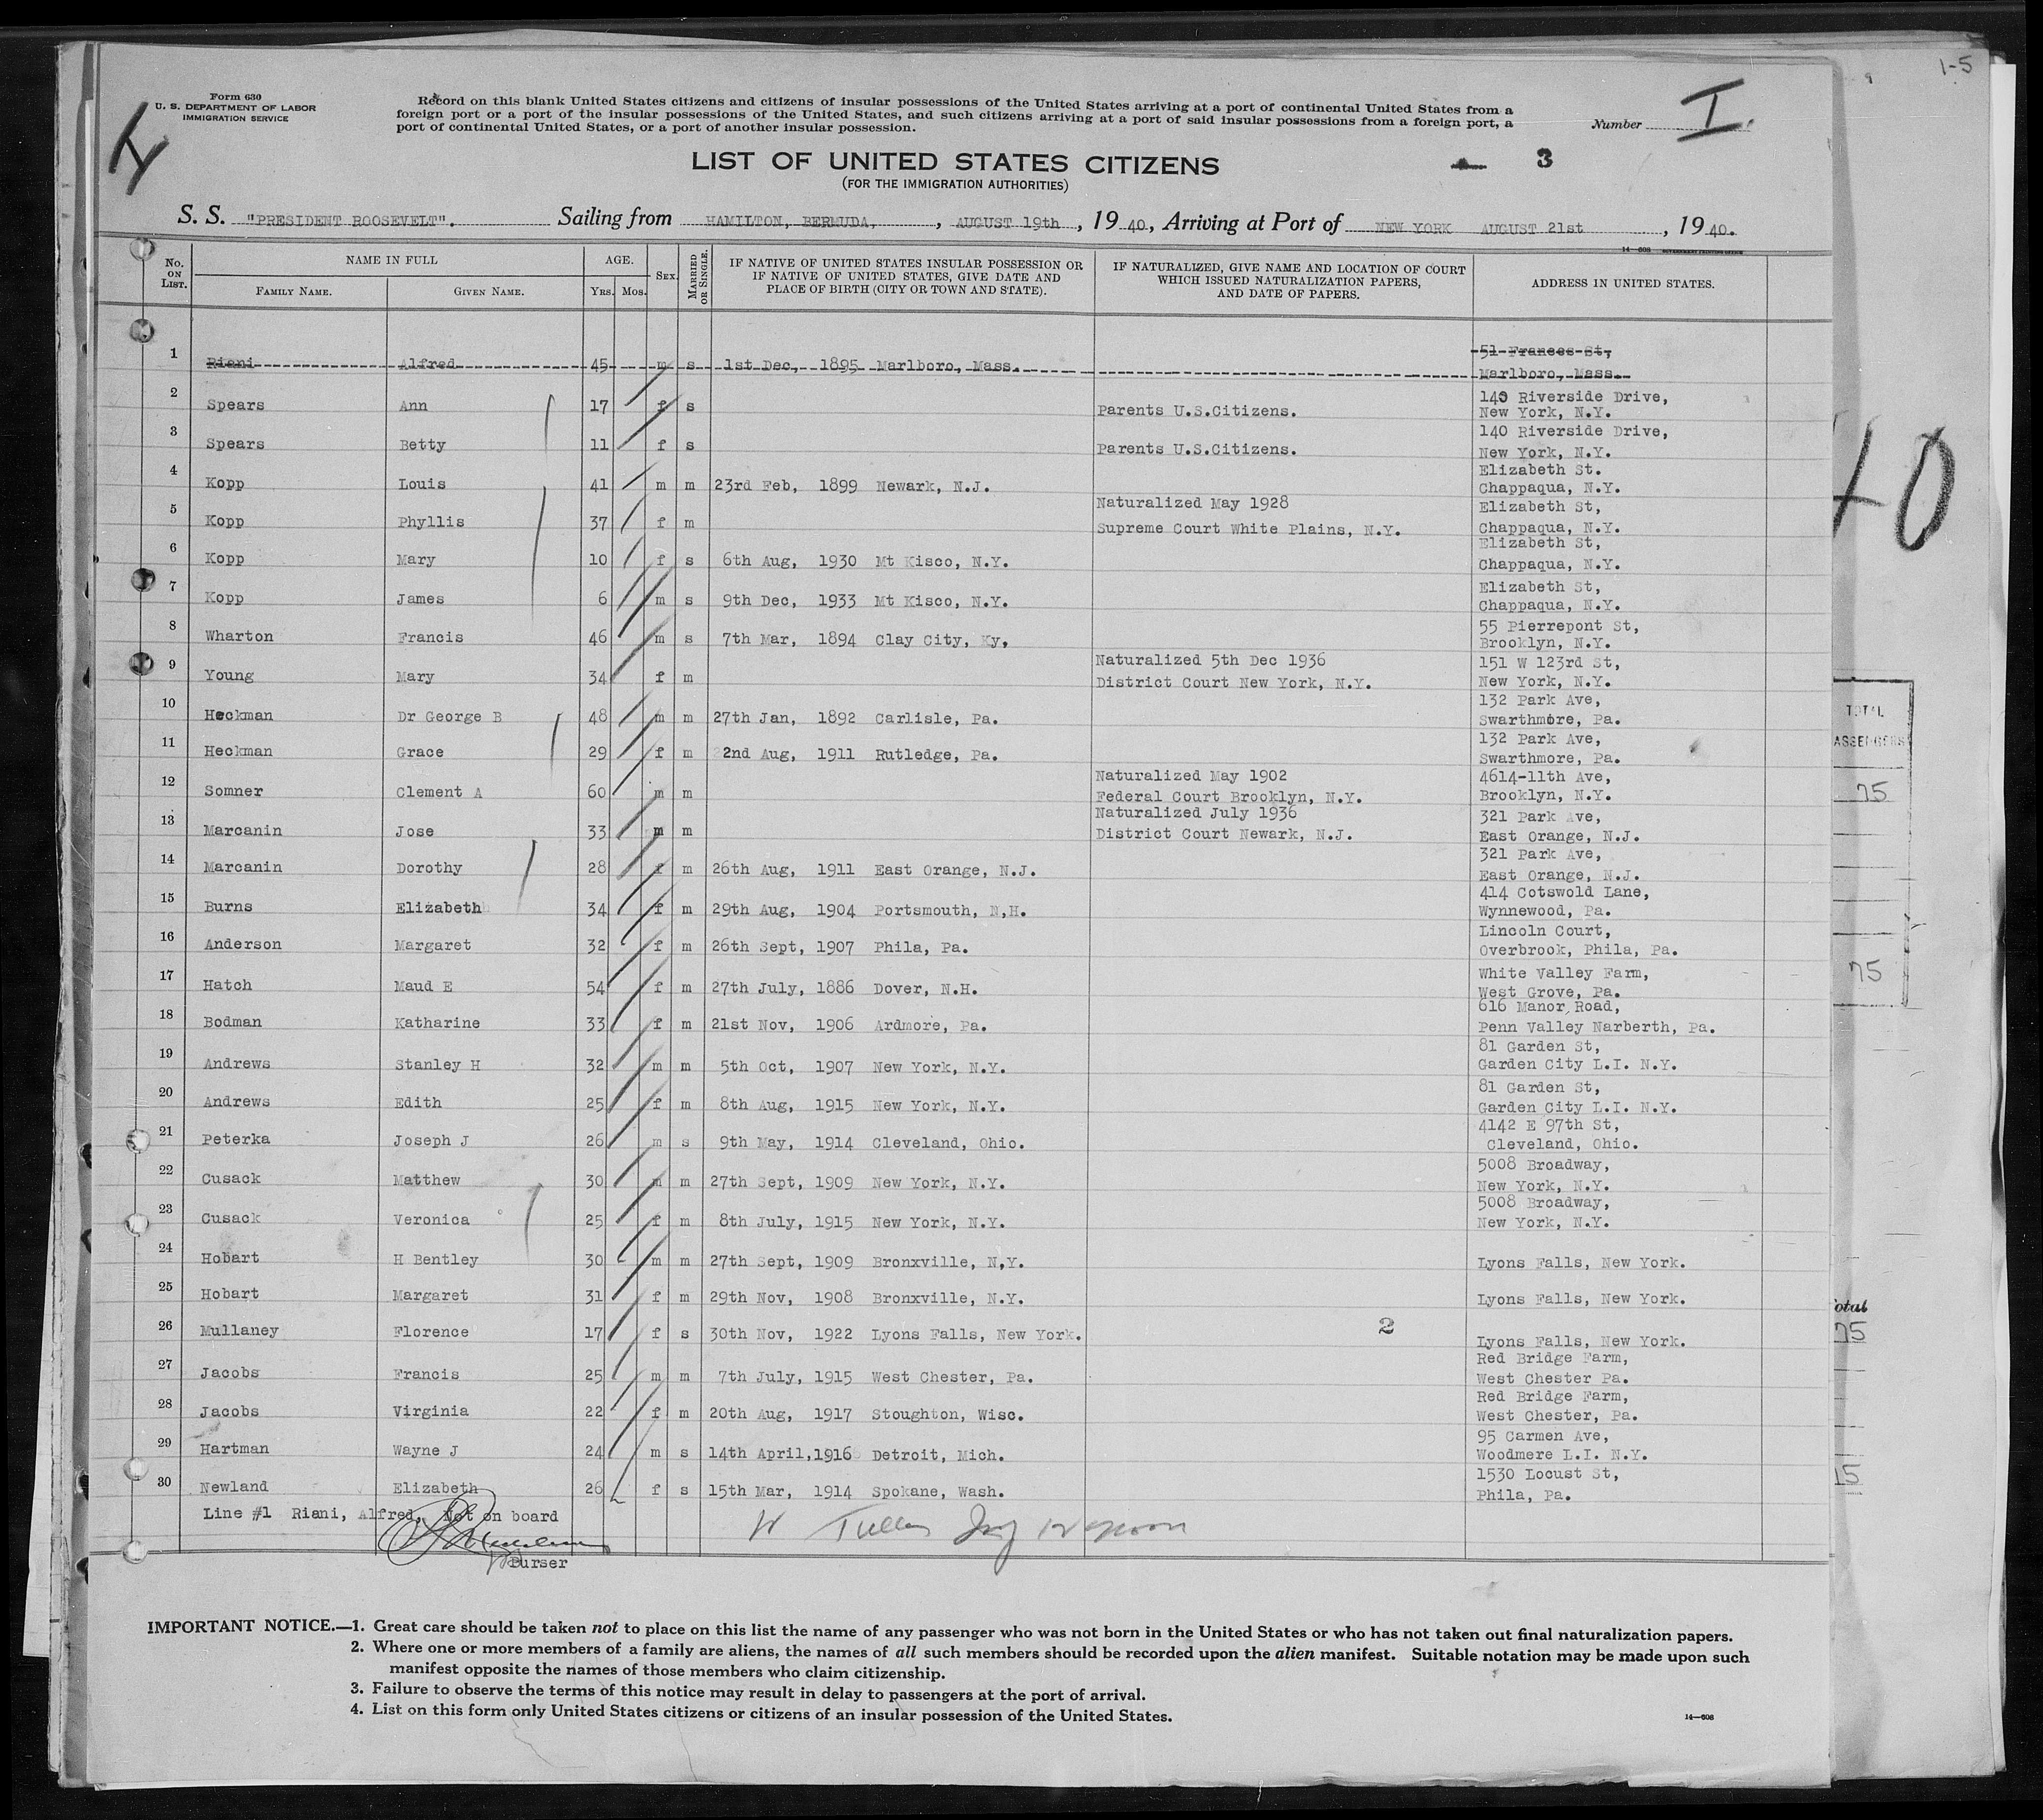 1-5
Form 630
U. S. DEPARTMENT OF LABOR
IMMIGRATION SERVICE
Record on this blank United States citizens and citizens of insular possessions of the United States arriving at a port of continental United States from a
foreign port or a port of the insular possessions of the United States, and such citizens arriving at a port of said insular possessions from a foreign port, a
port of continental United States, or a port of another insular possession.
Number I.
LIST OF UNITED STATES CITIZENS
3
(FOR THE IMMIGRATION AUTHORITIES)
S. S. "PRESIDENT ROOSEVELT". Sailing from HAMILTON, BERMUDA, , AUGUST 19th , 19 40, Arriving at Port of NEW YORK AUGUST 21st , 19 40.
14—608 GOVERNMENT PRINTING OFFICE
No. ON LIST. NAME IN FULL AGE. SEX. MARRIED OR SINGLE. IF NATIVE OF UNITED STATES INSULAR POSSESSION OR IF NATIVE OF UNITED STATES, GIVE DATE AND PLACE OF BIRTH (CITY OR TOWN AND STATE). IF NATURALIZED, GIVE NAME AND LOCATION OF COURT WHICH ISSUED NATURALIZATION PAPERS, AND DATE OF PAPERS. ADDRESS IN UNITED STATES.
FAMILY NAME. GIVEN NAME. YRS. MOS.
1 Riani Alfred 45 m s 1st Dec, 1895 Marlboro, Mass. 51 Frances St, Marlboro, Mass.
2 Spears Ann 17 f s Parents U.S.Citizens. 140 Riverside Drive, New York, N.Y.
3 Spears Betty 11 f s Parents U.S.Citizens. 140 Riverside Drive, New York, N.Y.
4 Kopp Louis 41 m m 23rd Feb, 1899 Newark, N.J. Elizabeth St. Chappaqua, N.Y.
5 Kopp Phyllis 37 f m Naturalized May 1928 Supreme Court White Plains, N.Y. Elizabeth St, Chappaqua, N.Y.
6 Kopp Mary 10 f s 6th Aug, 1930 Mt Kisco, N.Y. Elizabeth St, Chappaqua, N.Y.
7 Kopp James 6 m s 9th Dec, 1933 Mt Kisco, N.Y. Elizabeth St, Chappaqua, N.Y.
8 Wharton Francis 46 m s 7th Mar, 1894 Clay City, Ky, 55 Pierrepont St, Brooklyn, N.Y.
9 Young Mary 34 f m Naturalized 5th Dec 1936 District Court New York, N.Y. 151 W 123rd St, New York, N.Y.
10 Heckman Dr George B 48 m m 27th Jan, 1892 Carlisle, Pa. 132 Park Ave, Swarthmore, Pa.
11 Heckman Grace 29 f m 22nd Aug, 1911 Rutledge, Pa. 132 Park Ave, Swarthmore, Pa.
12 Somner Clement A 60 m m Naturalized May 1902 Federal Court Brooklyn, N.Y. 4614-11th Ave, Brooklyn, N.Y.
13 Marcanin Jose 33 m m Naturalized July 1936 District Court Newark, N.J. 321 Park Ave, East Orange, N.J.
14 Marcanin Dorothy 28 f m 26th Aug, 1911 East Orange, N.J. 321 Park Ave, East Orange, N.J.
15 Burns Elizabeth 34 f m 29th Aug, 1904 Portsmouth, N,H. 414 Cotswold Lane, Wynnewood, Pa.
16 Anderson Margaret 32 f m 26th Sept, 1907 Phila, Pa. Lincoln Court, Overbrook, Phila, Pa.
17 Hatch Maud E 54 f m 27th July, 1886 Dover, N.H. White Valley Farm, West Grove, Pa.
18 Bodman Katharine 33 f m 21st Nov, 1906 Ardmore, Pa. 616 Manor Road, Penn Valley Narberth, Pa.
19 Andrews Stanley H 32 m m 5th Oct, 1907 New York, N.Y. 81 Garden St, Garden City L.I. N.Y.
20 Andrews Edith 25 f m 8th Aug, 1915 New York, N.Y. 81 Garden St, Garden City L.I. N.Y.
21 Peterka Joseph J 26 m s 9th May, 1914 Cleveland, Ohio. 4142 E 97th St, Cleveland, Ohio.
22 Cusack Matthew 30 m m 27th Sept, 1909 New York, N.Y. 5008 Broadway, New York, N.Y.
23 Cusack Veronica 25 f m 8th July, 1915 New York, N.Y. 5008 Broadway, New York, N.Y.
24 Hobart H Bentley 30 m m 27th Sept, 1909 Bronxville, N,Y. Lyons Falls, New York.
25 Hobart Margaret 31 f m 29th Nov, 1908 Bronxville, N.Y. Lyons Falls, New York.
26 Mullaney Florence 17 f s 30th Nov, 1922 Lyons Falls, New York. 2 Lyons Falls, New York.
27 Jacobs Francis 25 m m 7th July, 1915 West Chester, Pa. Red Bridge Farm, West Chester Pa.
28 Jacobs Virginia 22 f m 20th Aug, 1917 Stoughton, Wisc. Red Bridge Farm, West Chester, Pa.
29 Hartman Wayne J 24 m s 14th April,1916 Detroit, Mich. 95 Carmen Ave, Woodmere L.I. N.Y.
30 Newland Elizabeth 26 f s 15th Mar, 1914 Spokane, Wash. 1530 Locust St, Phila, Pa.
Line #1 Riani, Alfred, Not on board
Purser
40
TOTAL
PASSENGERS
75
75
Total
75
15
IMPORTANT NOTICE.—1. Great care should be taken not to place on this list the name of any passenger who was not born in the United States or who has not taken out final naturalization papers.
2. Where one or more members of a family are aliens, the names of all such members should be recorded upon the alien manifest. Suitable notation may be made upon such
manifest opposite the names of those members who claim citizenship.
3. Failure to observe the terms of this notice may result in delay to passengers at the port of arrival.
4. List on this form only United States citizens or citizens of an insular possession of the United States.
14—608